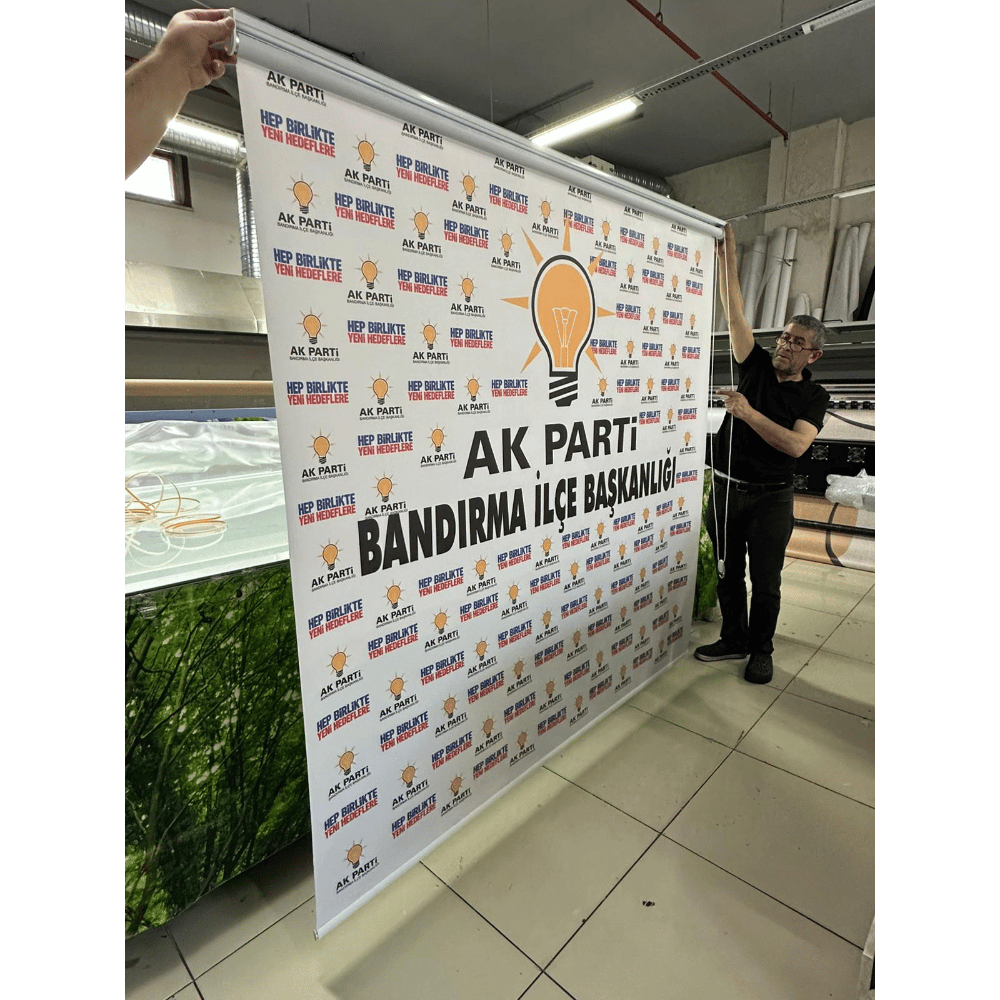 AK PARTİ
BANDIRMA İLÇE BAŞKANLIĞI
HEP BİRLİKTE
YENİ HEDEFLERE
AK PARTİ
BANDIRMA İLÇE BAŞKANLIĞI